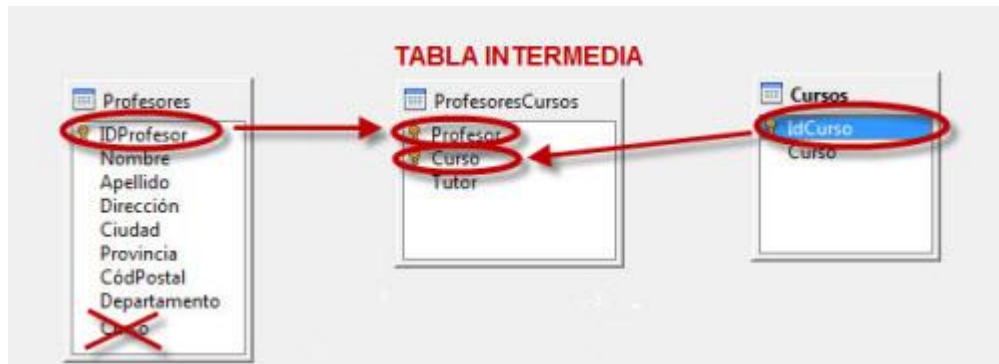 TABLA INTERMEDIA
Profesores
IDProfesor
Nombre
Apellido
Dirección
Ciudad
Provincia
CódPostal
Departamento
ProfesoresCursos
Profesor
Curso
Tutor
Cursos
IdCurso
Curso